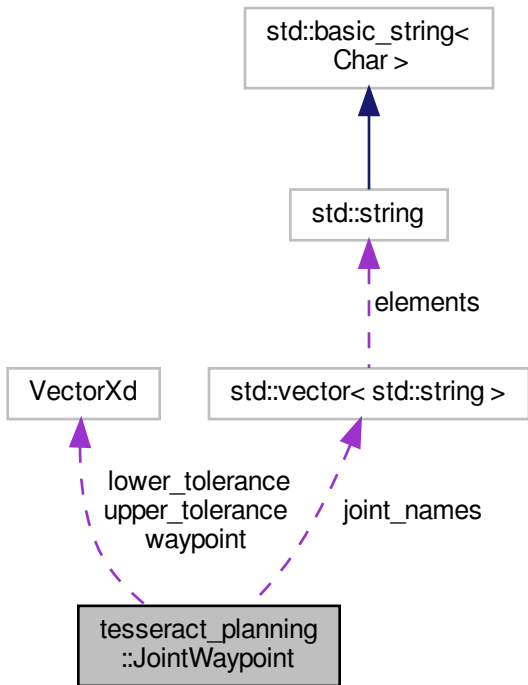 std::basic_string<
Char >
std::string
elements
VectorXd
std::vector< std::string >
lower_tolerance
upper_tolerance
waypoint
joint_names
tesseract_planning
::JointWaypoint